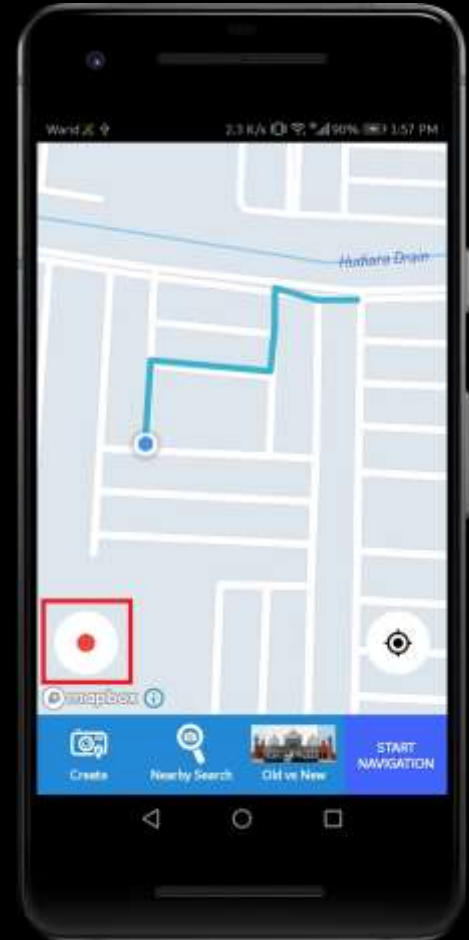 Warid 2.3 K/s 90% 1:57 PM
Hudiara Drain
mapbox
Create
Nearby Search
Old vs New
START
NAVIGATION